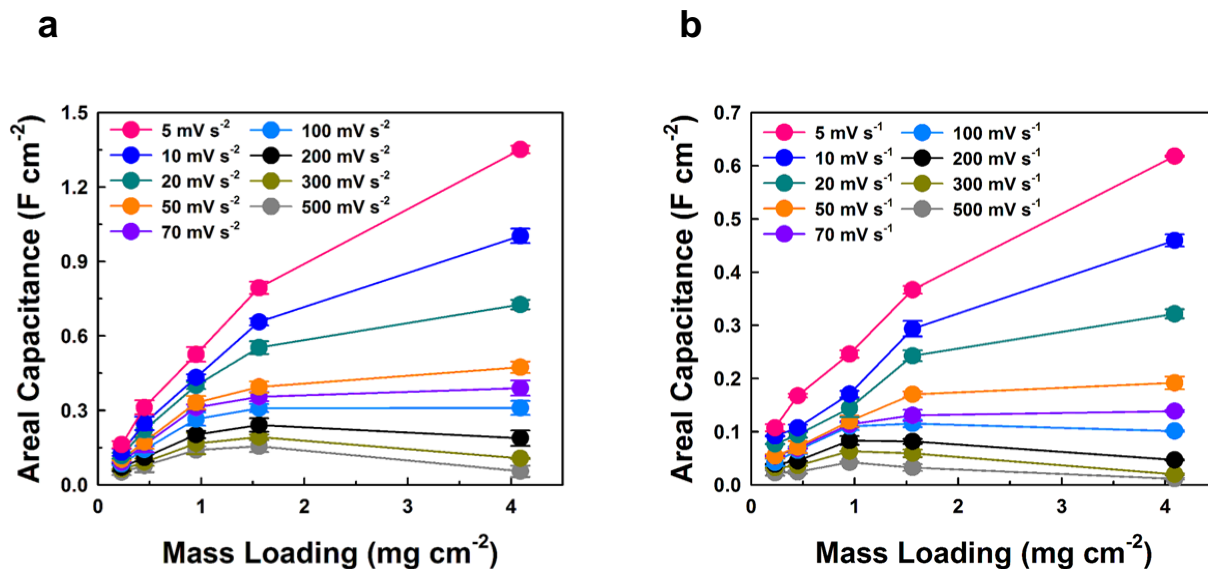 a
Areal Capacitance (F cm⁻²)
1.5
1.2
0.9
0.6
0.3
0.0
5 mV s⁻²
10 mV s⁻²
20 mV s⁻²
50 mV s⁻²
70 mV s⁻²
100 mV s⁻²
200 mV s⁻²
300 mV s⁻²
500 mV s⁻²
0 1 2 3 4
Mass Loading (mg cm⁻²)
b
Areal Capacitance (F cm⁻²)
0.7
0.6
0.5
0.4
0.3
0.2
0.1
0.0
5 mV s⁻¹
10 mV s⁻¹
20 mV s⁻¹
50 mV s⁻¹
70 mV s⁻¹
100 mV s⁻¹
200 mV s⁻¹
300 mV s⁻¹
500 mV s⁻¹
0 1 2 3 4
Mass Loading (mg cm⁻²)